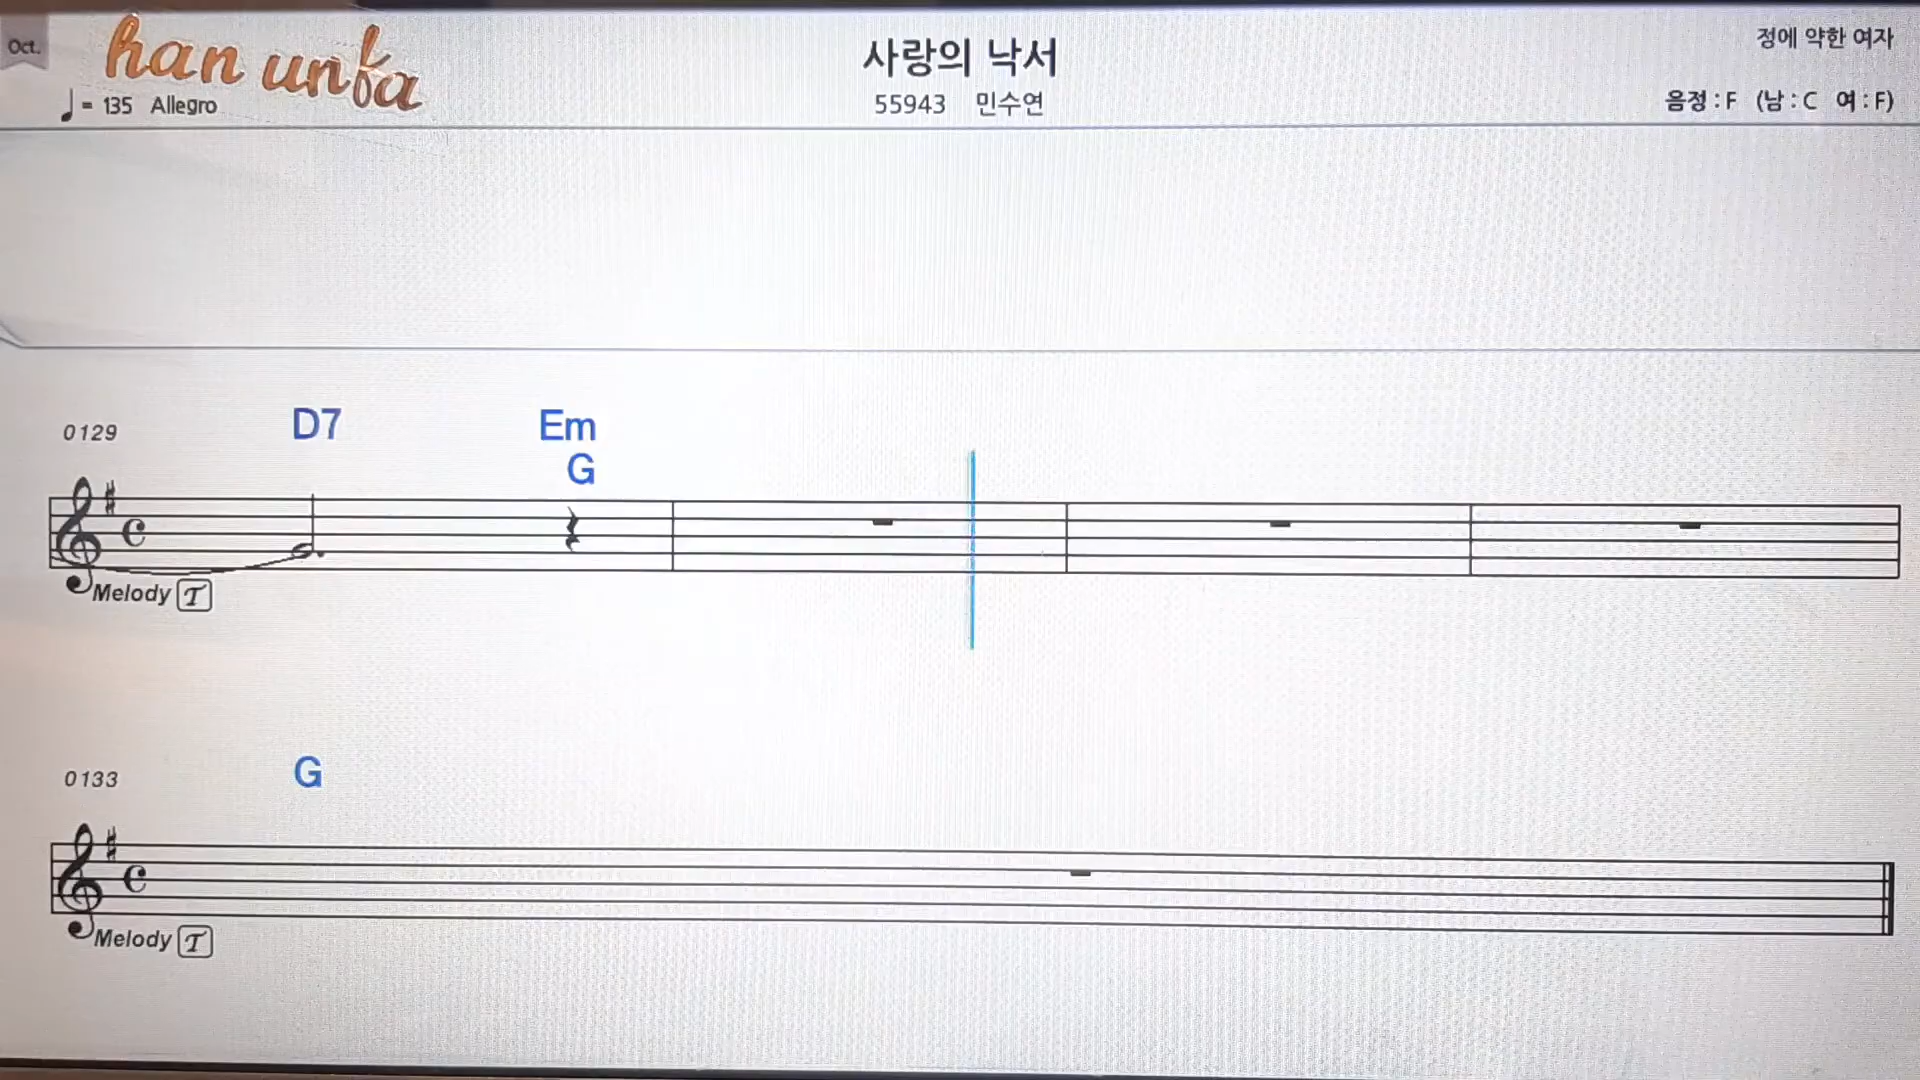 Oct.
han unfa
사랑의 낙서
정에 약한 여자
♩ = 135 Allegro
55943 민수연
음정 : F (남 : C 여 : F)
0129 D7 Em
G
Melody T
0133 G
Melody T